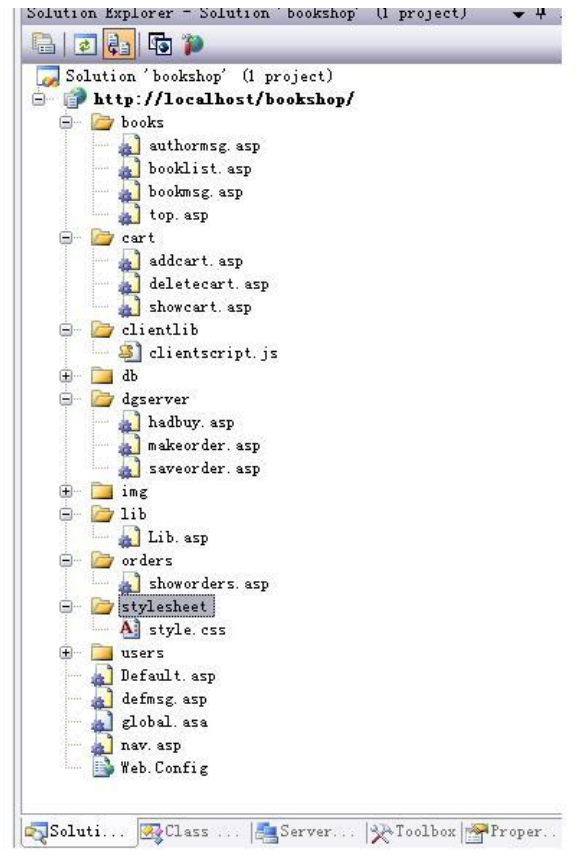 Solution Explorer - Solution 'bookshop' (1 project)
Solution 'bookshop' (1 project)
http://localhost/bookshop/
books
authormsg.asp
booklist.asp
bookmsg.asp
top.asp
cart
addcart.asp
deletecart.asp
showcart.asp
clientlib
clientscript.js
db
dgserver
hadbuy.asp
makeorder.asp
saveorder.asp
img
lib
Lib.asp
orders
showorders.asp
stylesheet
style.css
users
Default.asp
defmsg.asp
global.asa
nav.asp
Web.Config
Soluti... Class ... Server... Toolbox Proper..